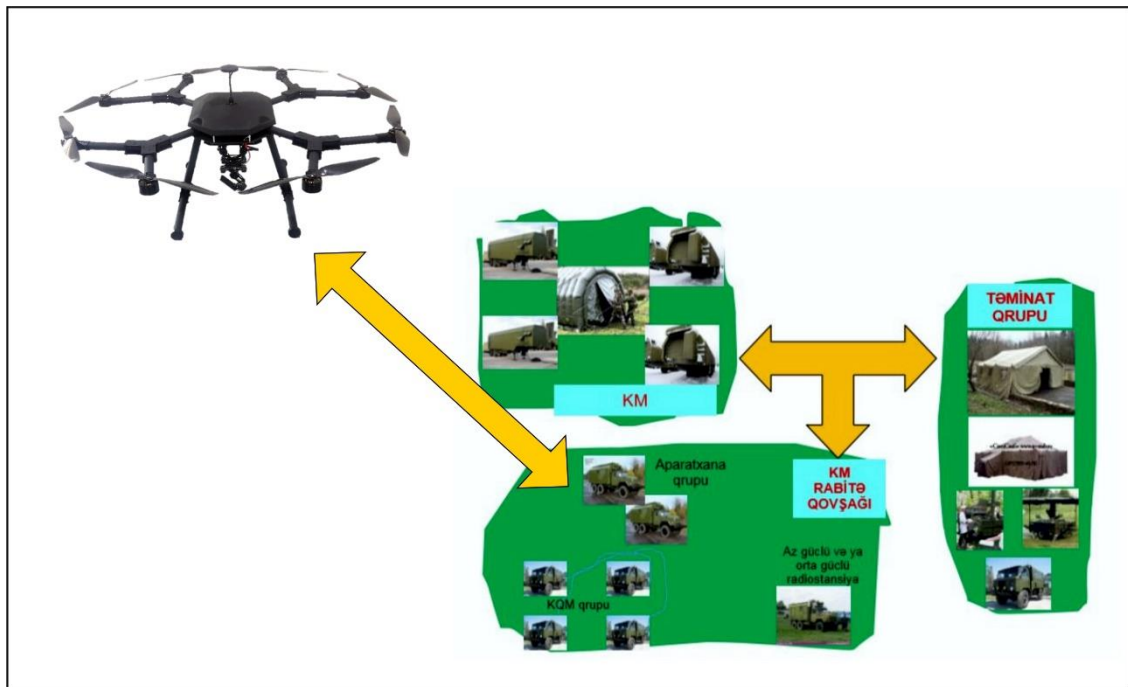 TƏMİNAT
QRUPU
KM
Aparatxana
qrupu
KM
RABİTƏ
QOVŞAĞI
Az güclü və ya
orta güclü
radiostansiya
KQM qrupu